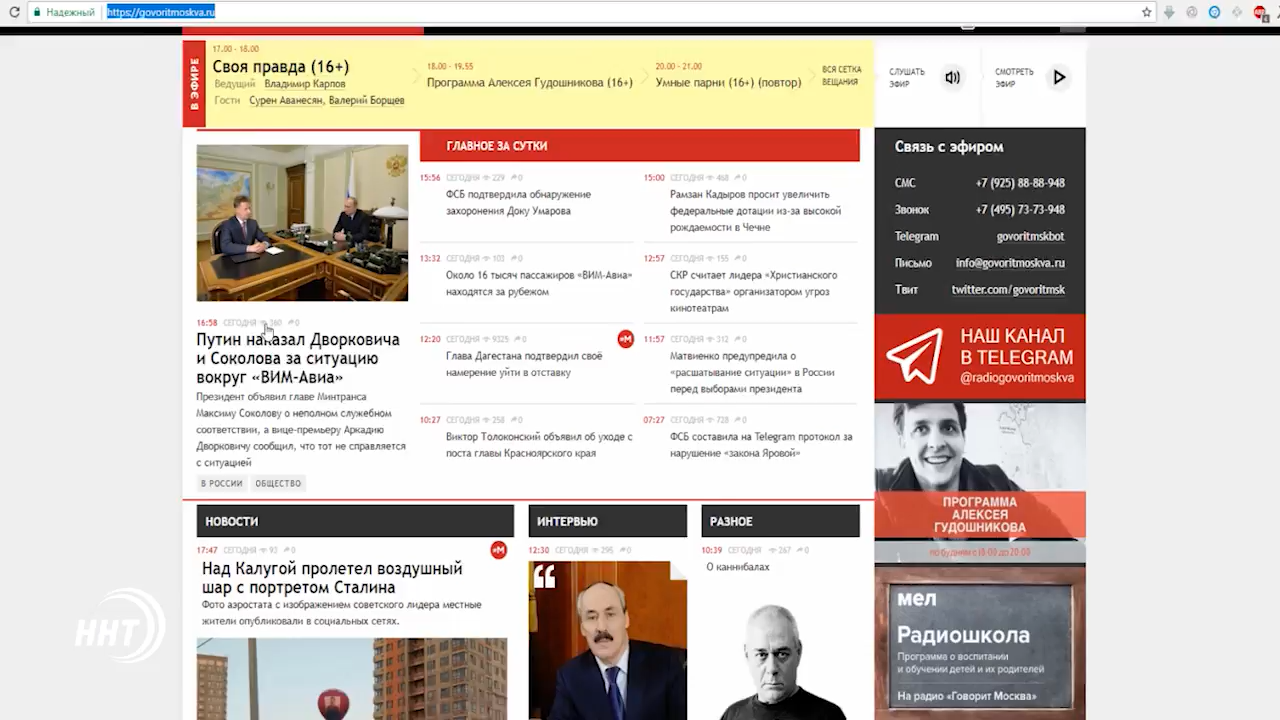 Надежный
https://govoritmoskva.ru
В ЭФИРЕ
17.00 - 18.00
Своя правда (16+)
Ведущий Владимир Карпов
Гости Сурен Аванесян, Валерий Борщев
18.00 - 19.55
Программа Алексея Гудошникова (16+)
20.00 - 21.00
Умные парни (16+) (повтор)
ВСЯ СЕТКА
ВЕЩАНИЯ
СЛУШАТЬ
ЭФИР
СМОТРЕТЬ
ЭФИР
16:58 СЕГОДНЯ 360 0
Путин наказал Дворковича
и Соколова за ситуацию
вокруг «ВИМ-Авиа»
Президент объявил главе Минтранса
Максиму Соколову о неполном служебном
соответствии, а вице-премьеру Аркадию
Дворковичу сообщил, что тот не справляется
с ситуацией
В РОССИИ ОБЩЕСТВО
ГЛАВНОЕ ЗА СУТКИ
15:56 СЕГОДНЯ 229 0
ФСБ подтвердила обнаружение
захоронения Доку Умарова
15:00 СЕГОДНЯ 468 0
Рамзан Кадыров просит увеличить
федеральные дотации из-за высокой
рождаемости в Чечне
13:32 СЕГОДНЯ 103 0
Около 16 тысяч пассажиров «ВИМ-Авиа»
находятся за рубежом
12:57 СЕГОДНЯ 155 0
СКР считает лидера «Христианского
государства» организатором угроз
кинотеатрам
12:20 СЕГОДНЯ 9325 0
Глава Дагестана подтвердил своё
намерение уйти в отставку
11:57 СЕГОДНЯ 312 0
Матвиенко предупредила о
«расшатывание ситуации» в России
перед выборами президента
10:27 СЕГОДНЯ 258 0
Виктор Толоконский объявил об уходе с
поста главы Красноярского края
07:27 СЕГОДНЯ 728 0
ФСБ составила на Telegram протокол за
нарушение «закона Яровой»
Связь с эфиром
СМС +7 (925) 88-88-948
Звонок +7 (495) 73-73-948
Telegram govoritmskbot
Письмо info@govoritmoskva.ru
Твит twitter.com/govoritmsk
НАШ КАНАЛ
В TELEGRAM
@radiogovoritmoskva
ПРОГРАММА
АЛЕКСЕЯ
ГУДОШНИКОВА
по будням с 18:00 до 20:00
мел
Радиошкола
Программа о воспитании
и обучении детей и их родителей
На радио «Говорит Москва»
НОВОСТИ
17:47 СЕГОДНЯ 93 0
Над Калугой пролетел воздушный
шар с портретом Сталина
Фото аэростата с изображением советского лидера местные
жители опубликовали в социальных сетях.
ИНТЕРВЬЮ
12:30 СЕГОДНЯ 295 0
РАЗНОЕ
10:39 СЕГОДНЯ 267 0
О каннибалах
ННТ